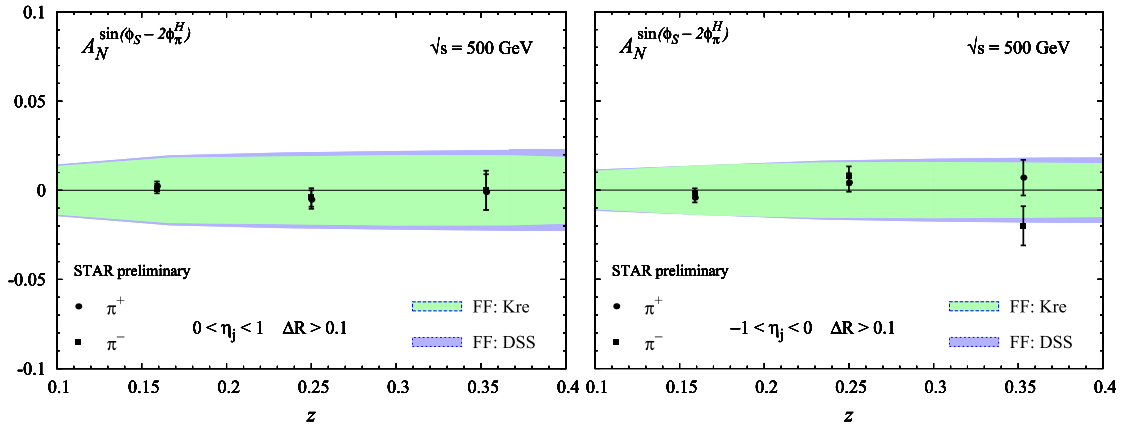 0.1
0.05
0
-0.05
-0.1
A_N^{sin(ϕ_S − 2ϕ_π^H)}
√s = 500 GeV
STAR preliminary
π⁺
π⁻
0 < η_j < 1 ΔR > 0.1
FF: Kre
FF: DSS
0.1 0.15 0.2 0.25 0.3 0.35 0.4
z
A_N^{sin(ϕ_S − 2ϕ_π^H)}
√s = 500 GeV
STAR preliminary
π⁺
π⁻
−1 < η_j < 0 ΔR > 0.1
FF: Kre
FF: DSS
0.1 0.15 0.2 0.25 0.3 0.35 0.4
z